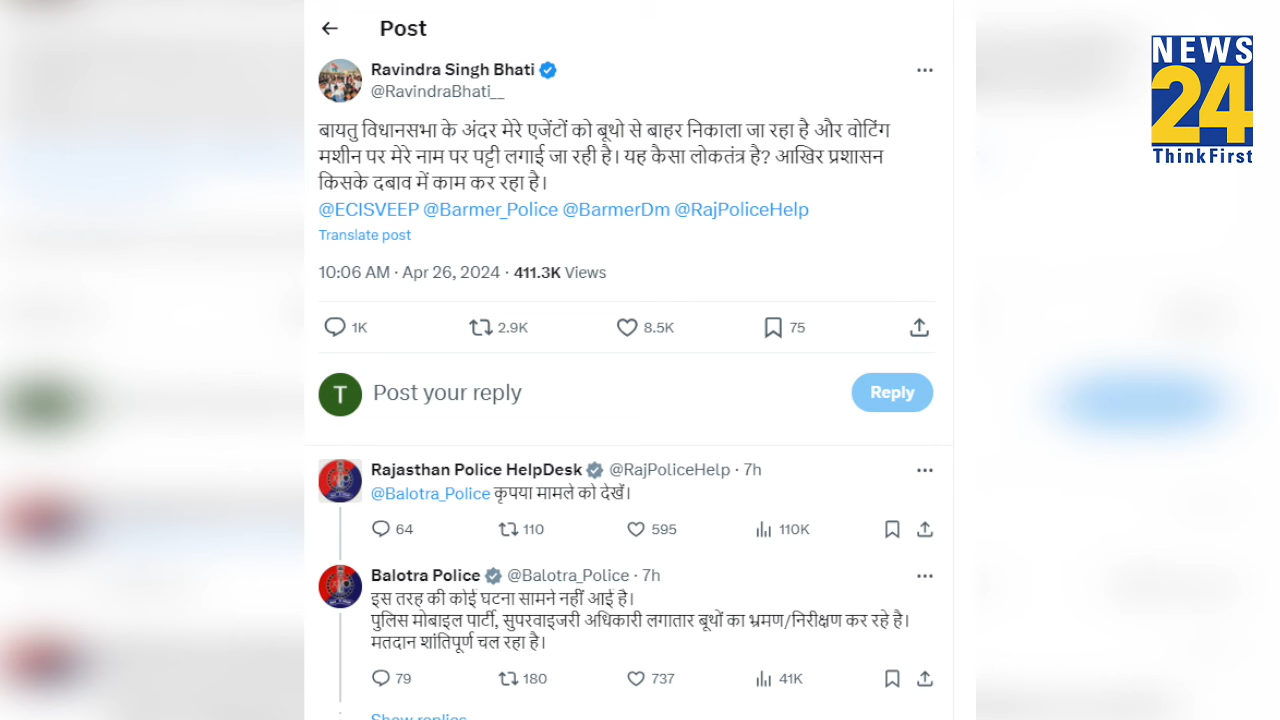 Post
NEWS
24
ThinkFirst
Ravindra Singh Bhati
@RavindraBhati__
बायतु विधानसभा के अंदर मेरे एजेंटों को बूथो से बाहर निकाला जा रहा है और वोटिंग
मशीन पर मेरे नाम पर पट्टी लगाई जा रही है। यह कैसा लोकतंत्र है? आखिर प्रशासन
किसके दबाव में काम कर रहा है।
@ECISVEEP @Barmer_Police @BarmerDm @RajPoliceHelp
Translate post
10:06 AM · Apr 26, 2024 · 411.3K Views
1K 2.9K 8.5K 75
T Post your reply Reply
Rajasthan Police HelpDesk @RajPoliceHelp · 7h
@Balotra_Police कृपया मामले को देखें।
64 110 595 110K
Balotra Police @Balotra_Police · 7h
इस तरह की कोई घटना सामने नहीं आई है।
पुलिस मोबाइल पार्टी, सुपरवाइजरी अधिकारी लगातार बूथों का भ्रमण/निरीक्षण कर रहे है।
मतदान शांतिपूर्ण चल रहा है।
79 180 737 41K
Show replies